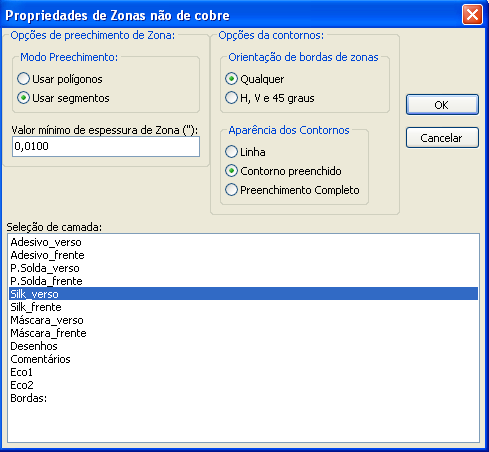 Propriedades de Zonas não de cobre
Opções de preechimento de Zona:
Modo Preechimento:
Usar polígonos
Usar segmentos
Valor mínimo de espessura de Zona ("):
0,0100
Opções da contornos:
Orientação de bordas de zonas
Qualquer
H, V e 45 graus
Aparência dos Contornos
Linha
Contorno preenchido
Preenchimento Completo
OK
Cancelar
Seleção de camada:
Adesivo_verso
Adesivo_frente
P.Solda_verso
P.Solda_frente
Silk_verso
Silk_frente
Máscara_verso
Máscara_frente
Desenhos
Comentários
Eco1
Eco2
Bordas: